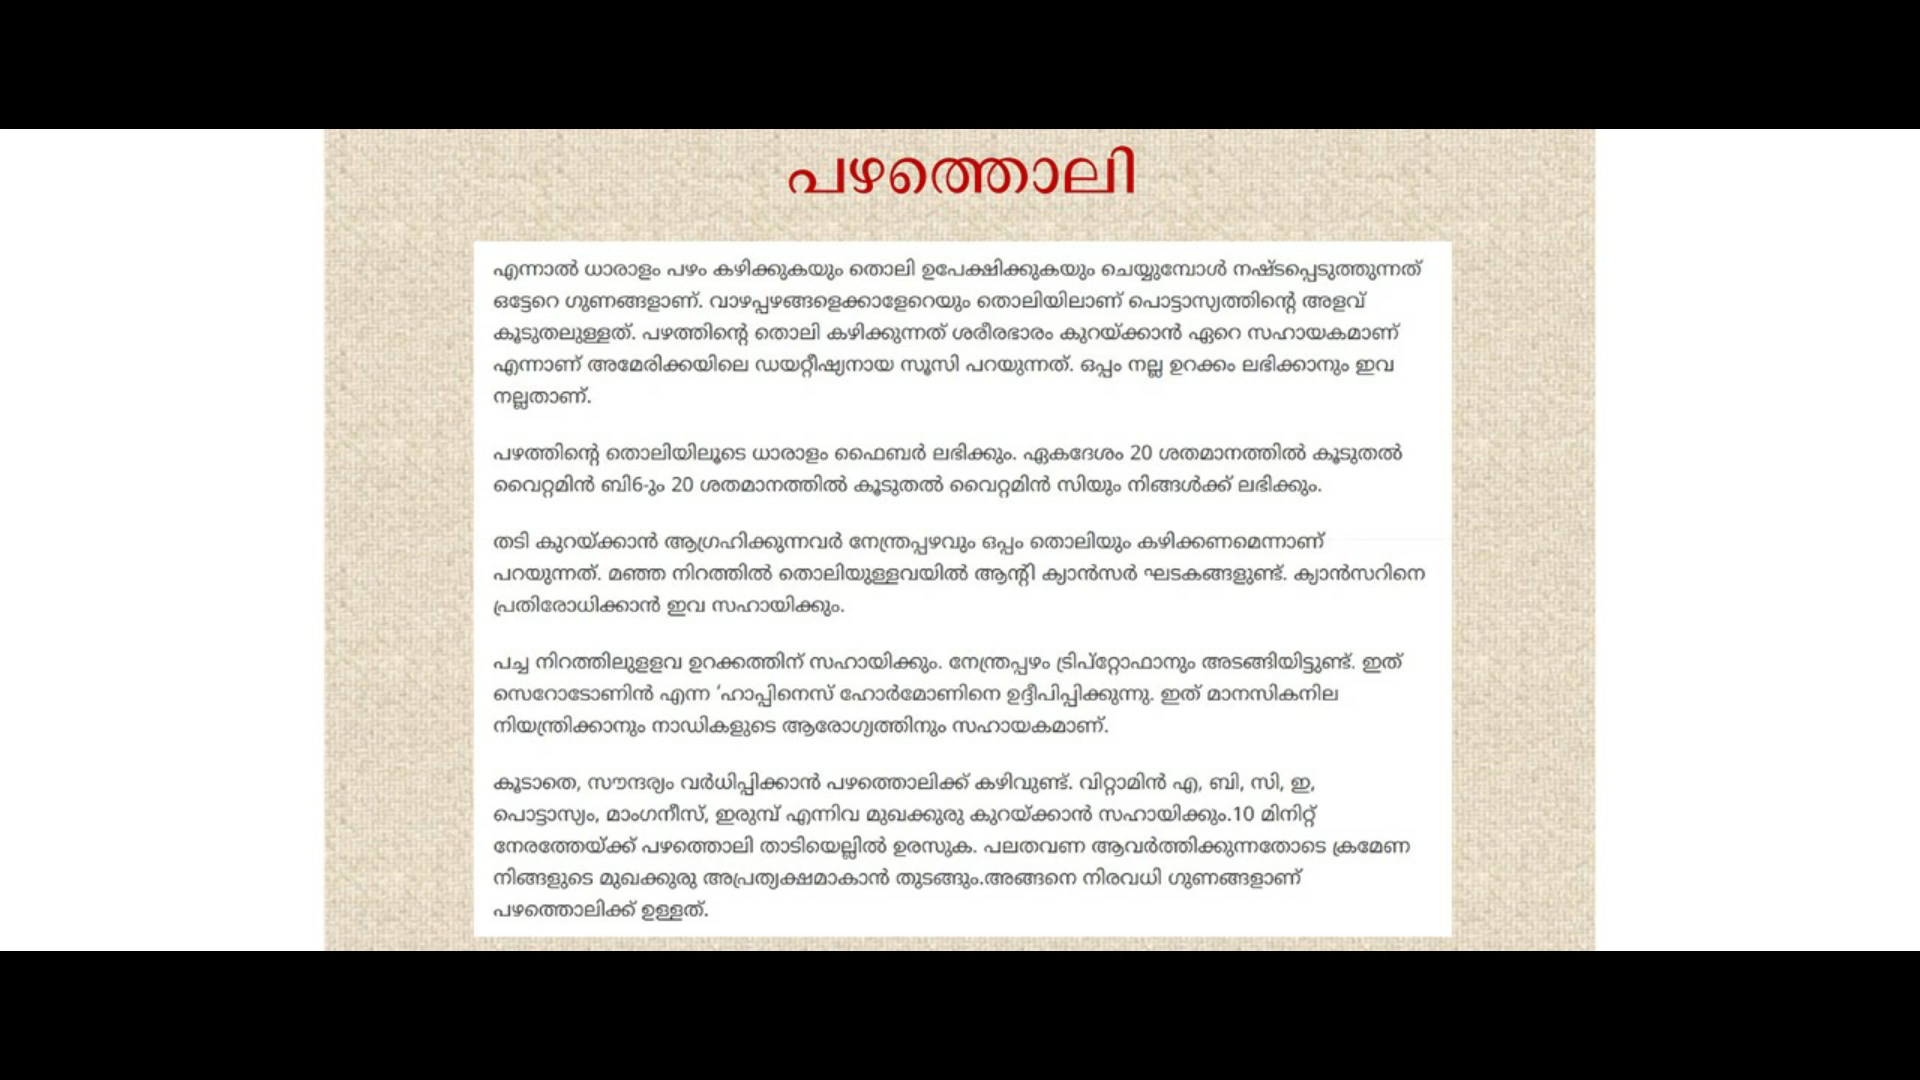 പഴത്തൊലി
എന്നാൽ ധാരാളം പഴം കഴിക്കുകയും തൊലി ഉപേക്ഷിക്കുകയും ചെയ്യുമ്പോൾ നഷ്ടപ്പെടുത്തുന്നത്
ഒട്ടേറെ ഗുണങ്ങളാണ്. വാഴപ്പഴങ്ങളെക്കാളേറെയും തൊലിയിലാണ് പൊട്ടാസ്യത്തിന്റെ അളവ്
കൂടുതലുള്ളത്. പഴത്തിന്റെ തൊലി കഴിക്കുന്നത് ശരീരഭാരം കുറയ്ക്കാൻ ഏറെ സഹായകമാണ്
എന്നാണ് അമേരിക്കയിലെ ഡയറ്റീഷ്യനായ സൂസി പറയുന്നത്. ഒപ്പം നല്ല ഉറക്കം ലഭിക്കാനും ഇവ
നല്ലതാണ്.
പഴത്തിന്റെ തൊലിയിലൂടെ ധാരാളം ഫൈബർ ലഭിക്കും. ഏകദേശം 20 ശതമാനത്തിൽ കൂടുതൽ
വൈറ്റമിൻ ബി6-ും 20 ശതമാനത്തിൽ കൂടുതൽ വൈറ്റമിൻ സിയും നിങ്ങൾക്ക് ലഭിക്കും.
തടി കുറയ്ക്കാൻ ആഗ്രഹിക്കുന്നവർ നേന്ത്രപ്പഴവും ഒപ്പം തൊലിയും കഴിക്കണമെന്നാണ്
പറയുന്നത്. മഞ്ഞ നിറത്തിൽ തൊലിയുള്ളവയിൽ ആന്റി ക്യാൻസർ ഘടകങ്ങളുണ്ട്. ക്യാൻസറിനെ
പ്രതിരോധിക്കാൻ ഇവ സഹായിക്കും.
പച്ച നിറത്തിലുളളവ ഉറക്കത്തിന് സഹായിക്കും. നേന്ത്രപ്പഴം ട്രിപ്റ്റോഫാനും അടങ്ങിയിട്ടുണ്ട്. ഇത്
സെറോടോണിൻ എന്ന ‘ഹാപ്പിനെസ് ഹോർമോണിനെ ഉദ്ദീപിപ്പിക്കുന്നു. ഇത് മാനസികനില
നിയന്ത്രിക്കാനും നാഡികളുടെ ആരോഗ്യത്തിനും സഹായകമാണ്.
കൂടാതെ, സൗന്ദര്യം വർധിപ്പിക്കാൻ പഴത്തൊലിക്ക് കഴിവുണ്ട്. വിറ്റാമിൻ എ, ബി, സി, ഇ,
പൊട്ടാസ്യം, മാംഗനീസ്, ഇരുമ്പ് എന്നിവ മുഖക്കുരു കുറയ്ക്കാൻ സഹായിക്കും.10 മിനിറ്റ്
നേരത്തേയ്ക്ക് പഴത്തൊലി താടിയെല്ലിൽ ഉരസുക. പലതവണ ആവർത്തിക്കുന്നതോടെ ക്രമേണ
നിങ്ങളുടെ മുഖക്കുരു അപ്രത്യക്ഷമാകാൻ തുടങ്ങും.അങ്ങനെ നിരവധി ഗുണങ്ങളാണ്
പഴത്തൊലിക്ക് ഉള്ളത്.